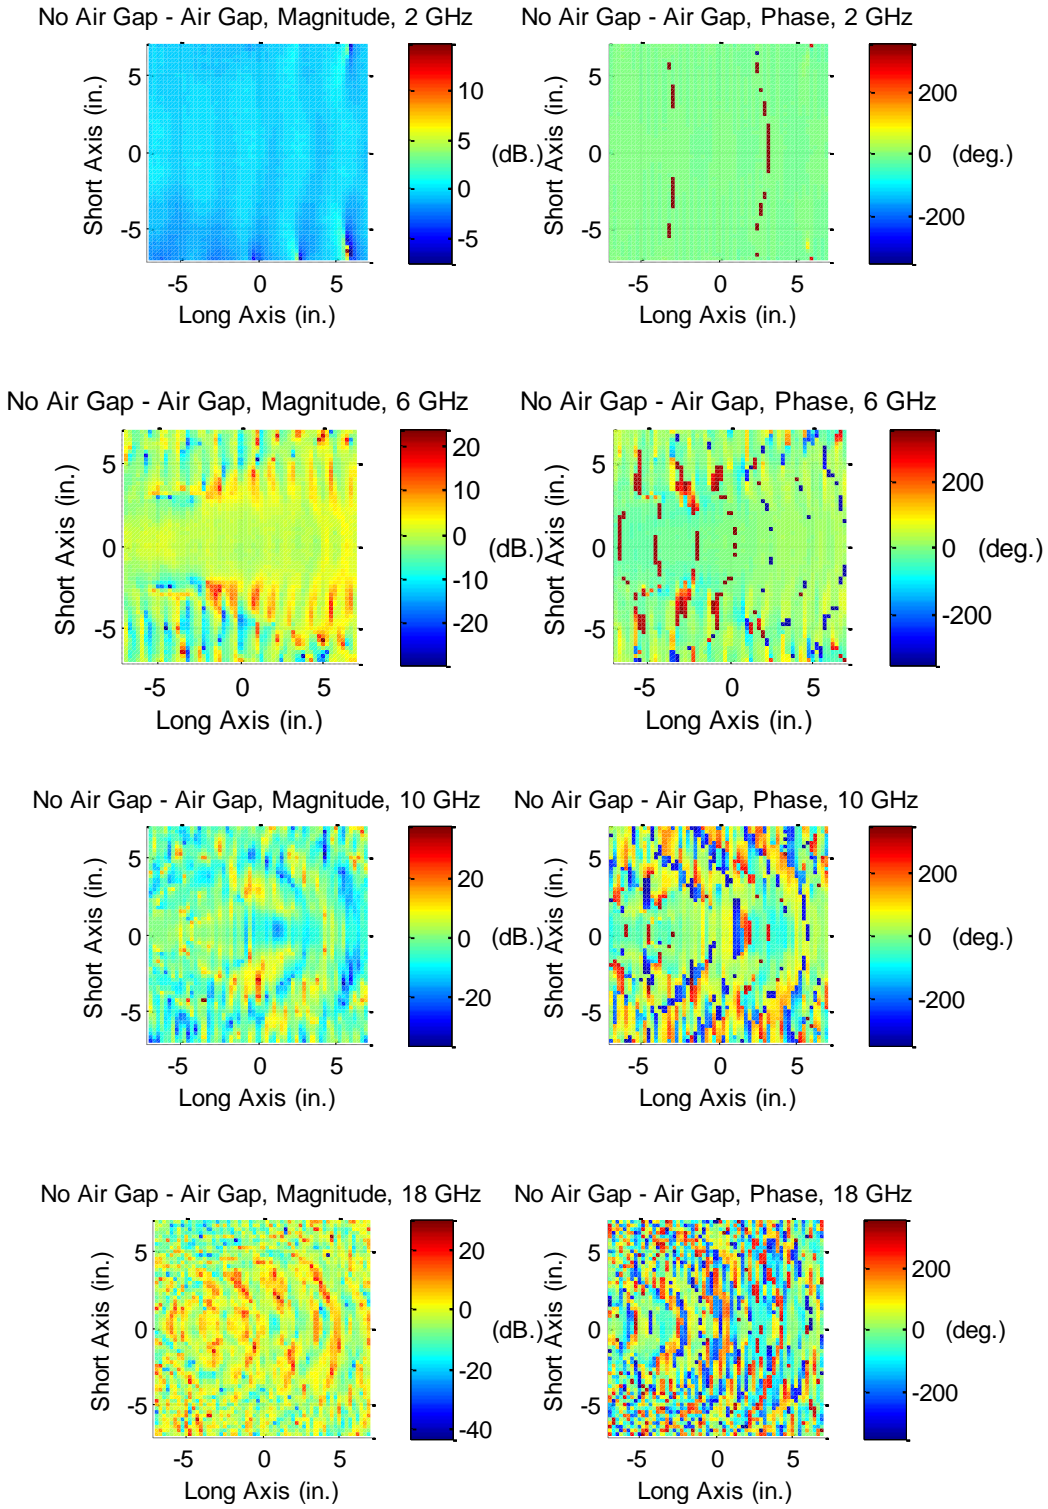 No Air Gap - Air Gap, Magnitude, 2 GHz
No Air Gap - Air Gap, Phase, 2 GHz
Short Axis (in.)
5
0
-5
-5 0 5
Long Axis (in.)
10
5
0
-5
(dB.)
Short Axis (in.)
5
0
-5
-5 0 5
Long Axis (in.)
200
0
-200
(deg.)
No Air Gap - Air Gap, Magnitude, 6 GHz
No Air Gap - Air Gap, Phase, 6 GHz
Short Axis (in.)
5
0
-5
-5 0 5
Long Axis (in.)
20
10
0
-10
-20
(dB.)
Short Axis (in.)
5
0
-5
-5 0 5
Long Axis (in.)
200
0
-200
(deg.)
No Air Gap - Air Gap, Magnitude, 10 GHz
No Air Gap - Air Gap, Phase, 10 GHz
Short Axis (in.)
5
0
-5
-5 0 5
Long Axis (in.)
20
0
-20
(dB.)
Short Axis (in.)
5
0
-5
-5 0 5
Long Axis (in.)
200
0
-200
(deg.)
No Air Gap - Air Gap, Magnitude, 18 GHz
No Air Gap - Air Gap, Phase, 18 GHz
Short Axis (in.)
5
0
-5
-5 0 5
Long Axis (in.)
20
0
-20
-40
(dB.)
Short Axis (in.)
5
0
-5
-5 0 5
Long Axis (in.)
200
0
-200
(deg.)